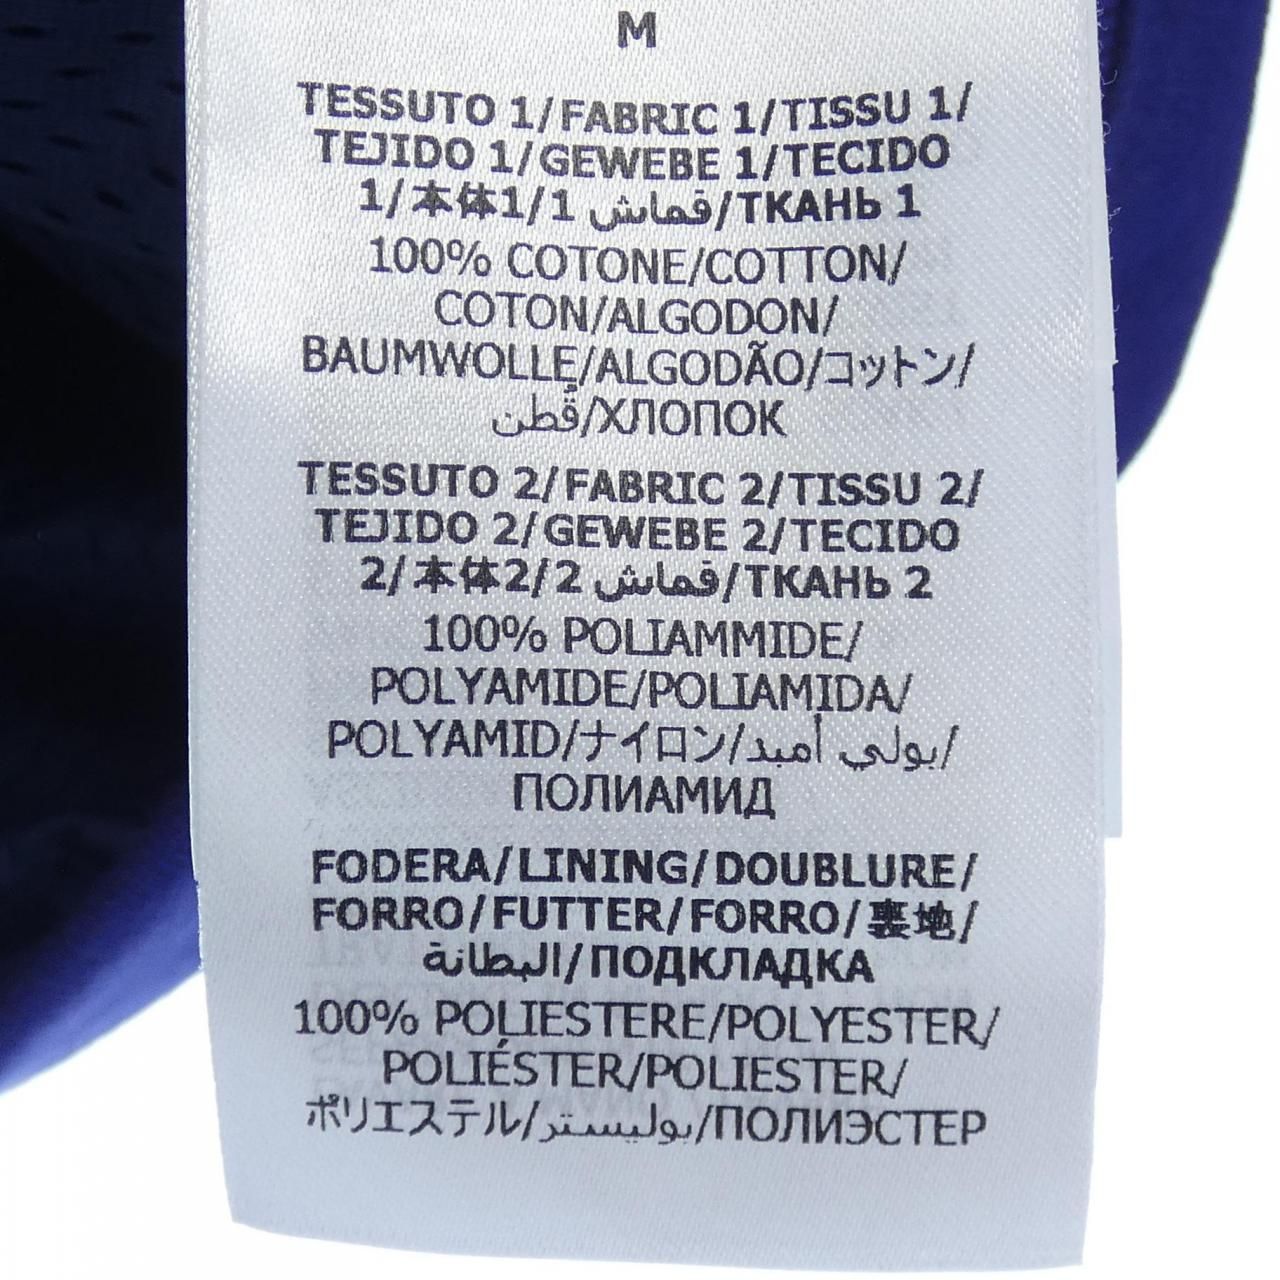 M
TESSUTO 1/FABRIC 1/TISSU 1/
TEJIDO 1/GEWEBE 1/TECIDO
1/本体1/1 قماش/ТКАНЬ 1
100% COTONE/COTTON/
COTON/ALGODON/
BAUMWOLLE/ALGODÃO/コットン/
قُطن/ХЛОПОК
TESSUTO 2/FABRIC 2/TISSU 2/
TEJIDO 2/GEWEBE 2/TECIDO
2/本体2/2 قماش/ТКАНЬ 2
100% POLIAMMIDE/
POLYAMIDE/POLIAMIDA/
POLYAMID/ナイロン/بولي أميد/
ПОЛИАМИД
FODERA/LINING/DOUBLURE/
FORRO/FUTTER/FORRO/裏地/
البطانة/ПОДКЛАДКА
100% POLIESTERE/POLYESTER/
POLIÉSTER/POLIESTER/
ポリエステル/بوليستر/ПОЛИЭСТЕР